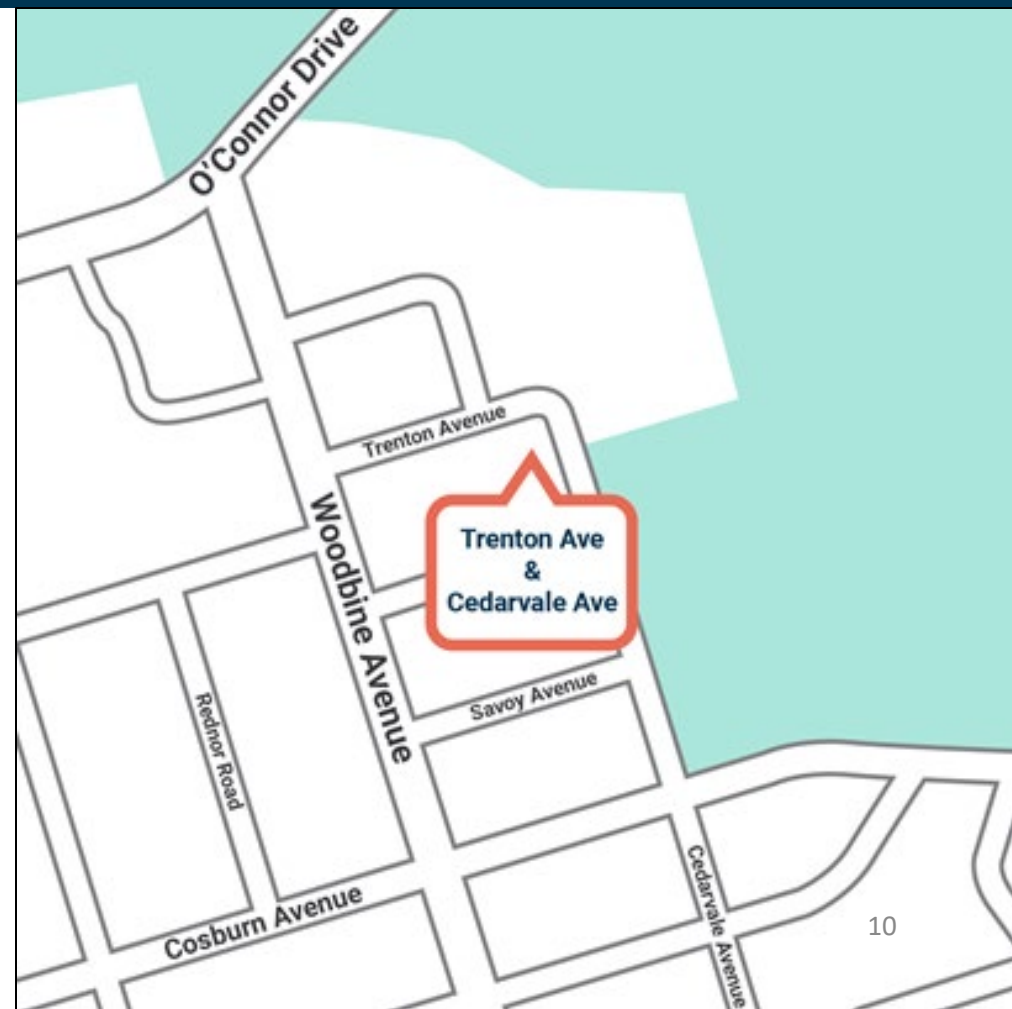 O'Connor Drive
Trenton Avenue
Woodbine Avenue
Trenton Ave
&
Cedarvale Ave
Savoy Avenue
Rednor Road
Cosburn Avenue
Cedarvale Avenue
10